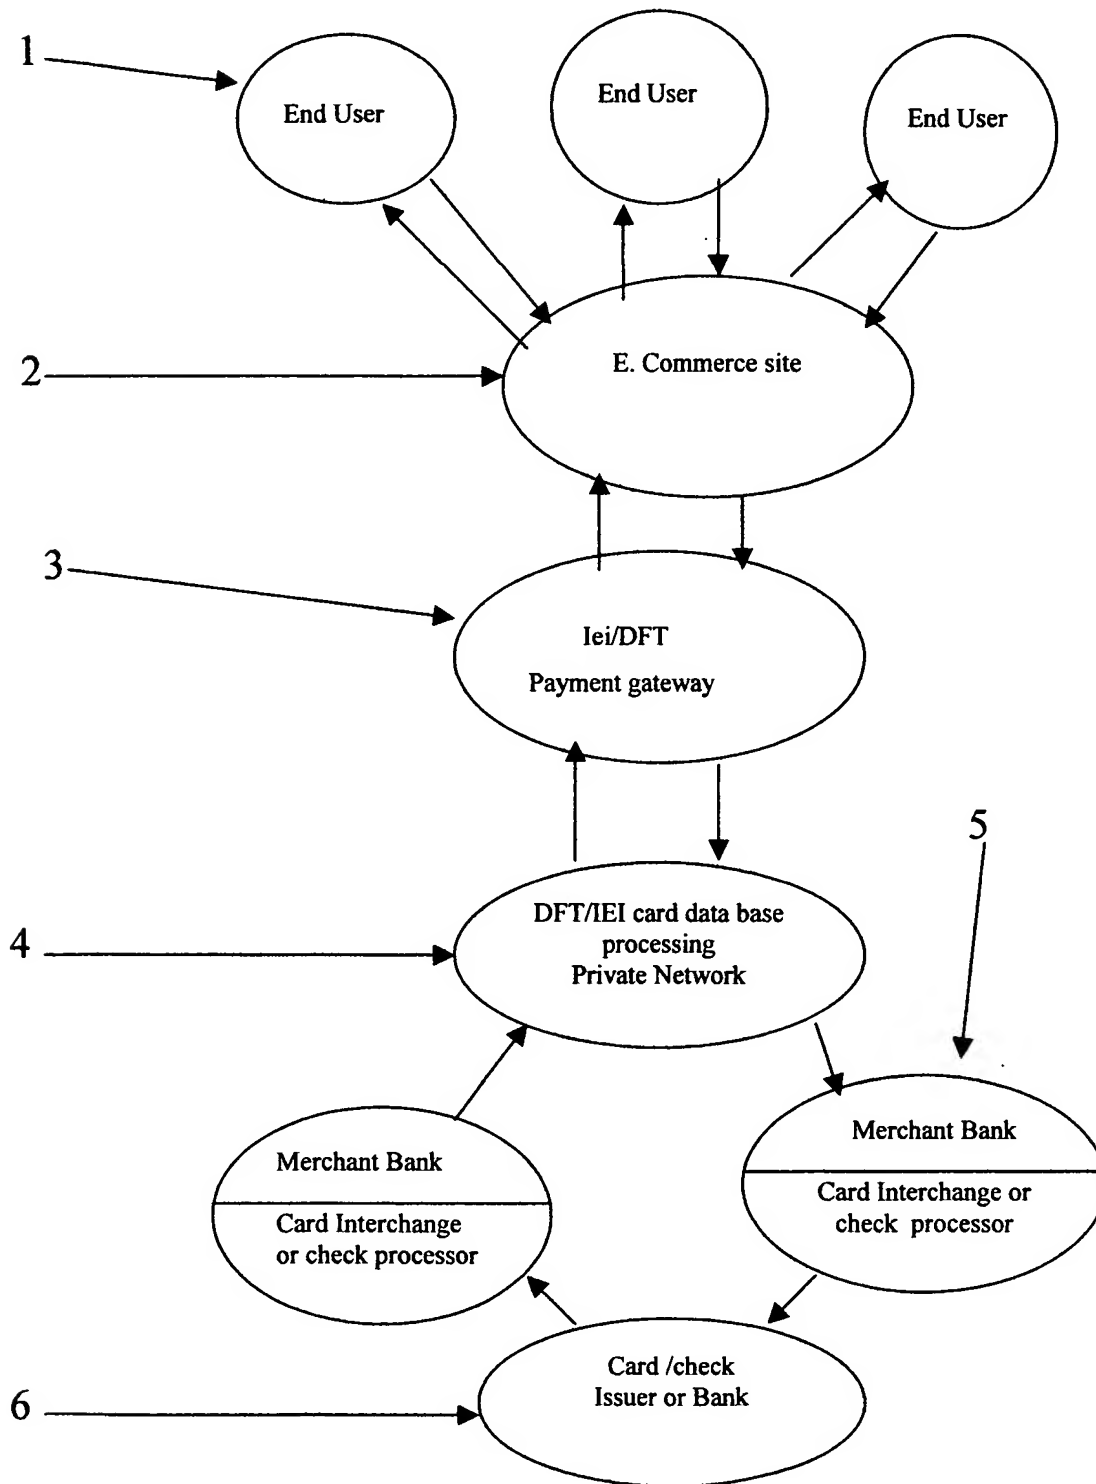 1
End User
End User
End User
2
E. Commerce site
3
Iei/DFT
Payment gateway
5
4
DFT/IEI card data base
processing
Private Network
Merchant Bank
Card Interchange or
check processor
Merchant Bank
Card Interchange
or check processor
6
Card /check
Issuer or Bank